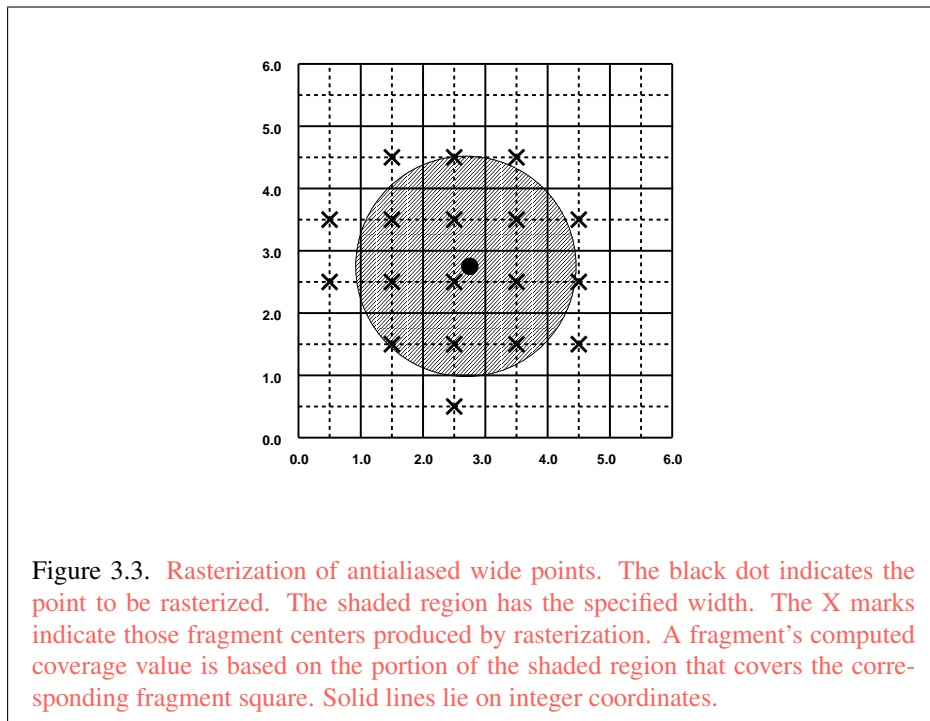 6.0
5.0
4.0
3.0
2.0
1.0
0.0
0.0 1.0 2.0 3.0 4.0 5.0 6.0
Figure 3.3. Rasterization of antialiased wide points. The black dot indicates the
point to be rasterized. The shaded region has the specified width. The X marks
indicate those fragment centers produced by rasterization. A fragment's computed
coverage value is based on the portion of the shaded region that covers the corre-
sponding fragment square. Solid lines lie on integer coordinates.